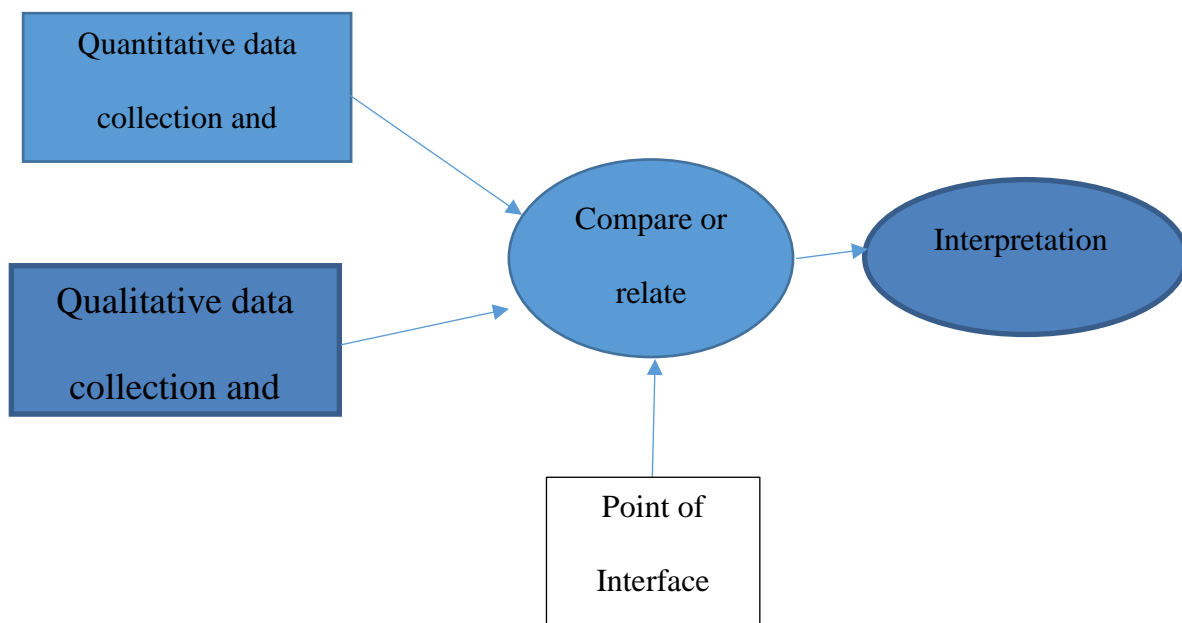 Quantitative data
collection and
Qualitative data
collection and
Compare or
relate
Interpretation
Point of
Interface